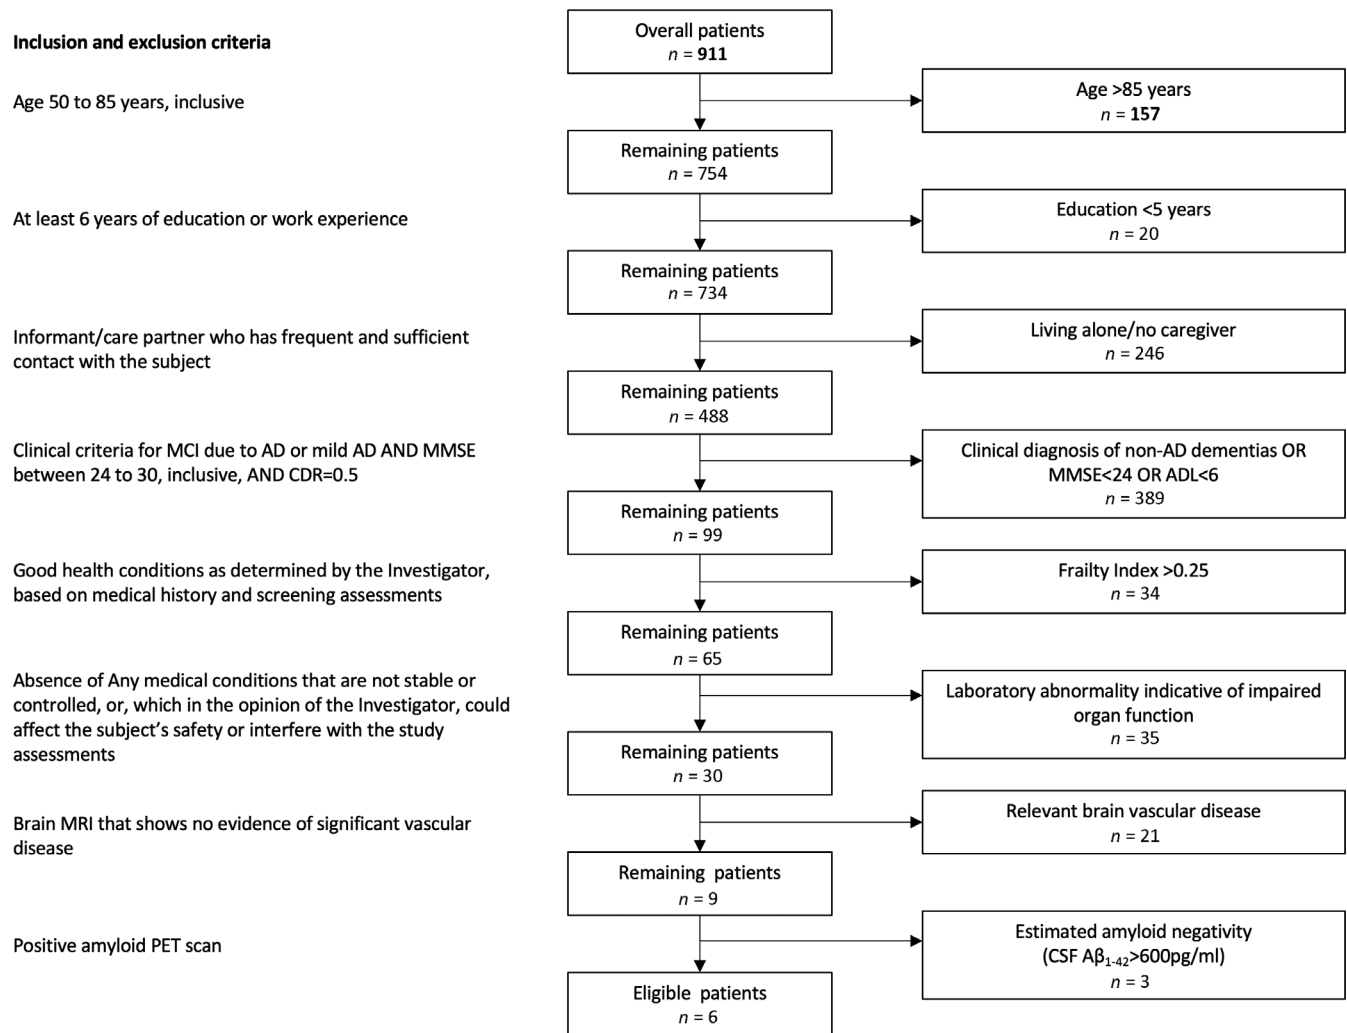 Overall patients
n = 911
Inclusion and exclusion criteria
Age 50 to 85 years, inclusive
Age >85 years
n = 157
Remaining patients
n = 754
At least 6 years of education or work experience
Education <5 years
n = 20
Remaining patients
n = 734
Informant/care partner who has frequent and sufficient
contact with the subject
Living alone/no caregiver
n = 246
Remaining patients
n = 488
Clinical criteria for MCI due to AD or mild AD AND MMSE
between 24 to 30, inclusive, AND CDR=0.5
Clinical diagnosis of non-AD dementias OR
MMSE<24 OR ADL<6
n = 389
Remaining patients
n = 99
Good health conditions as determined by the Investigator,
based on medical history and screening assessments
Frailty Index >0.25
n = 34
Remaining patients
n = 65
Absence of Any medical conditions that are not stable or
controlled, or, which in the opinion of the Investigator, could
affect the subject's safety or interfere with the study
assessments
Laboratory abnormality indicative of impaired
organ function
n = 35
Remaining patients
n = 30
Brain MRI that shows no evidence of significant vascular
disease
Relevant brain vascular disease
n = 21
Remaining patients
n = 9
Positive amyloid PET scan
Estimated amyloid negativity
(CSF Aβ1-42>600pg/ml)
n = 3
Eligible patients
n = 6